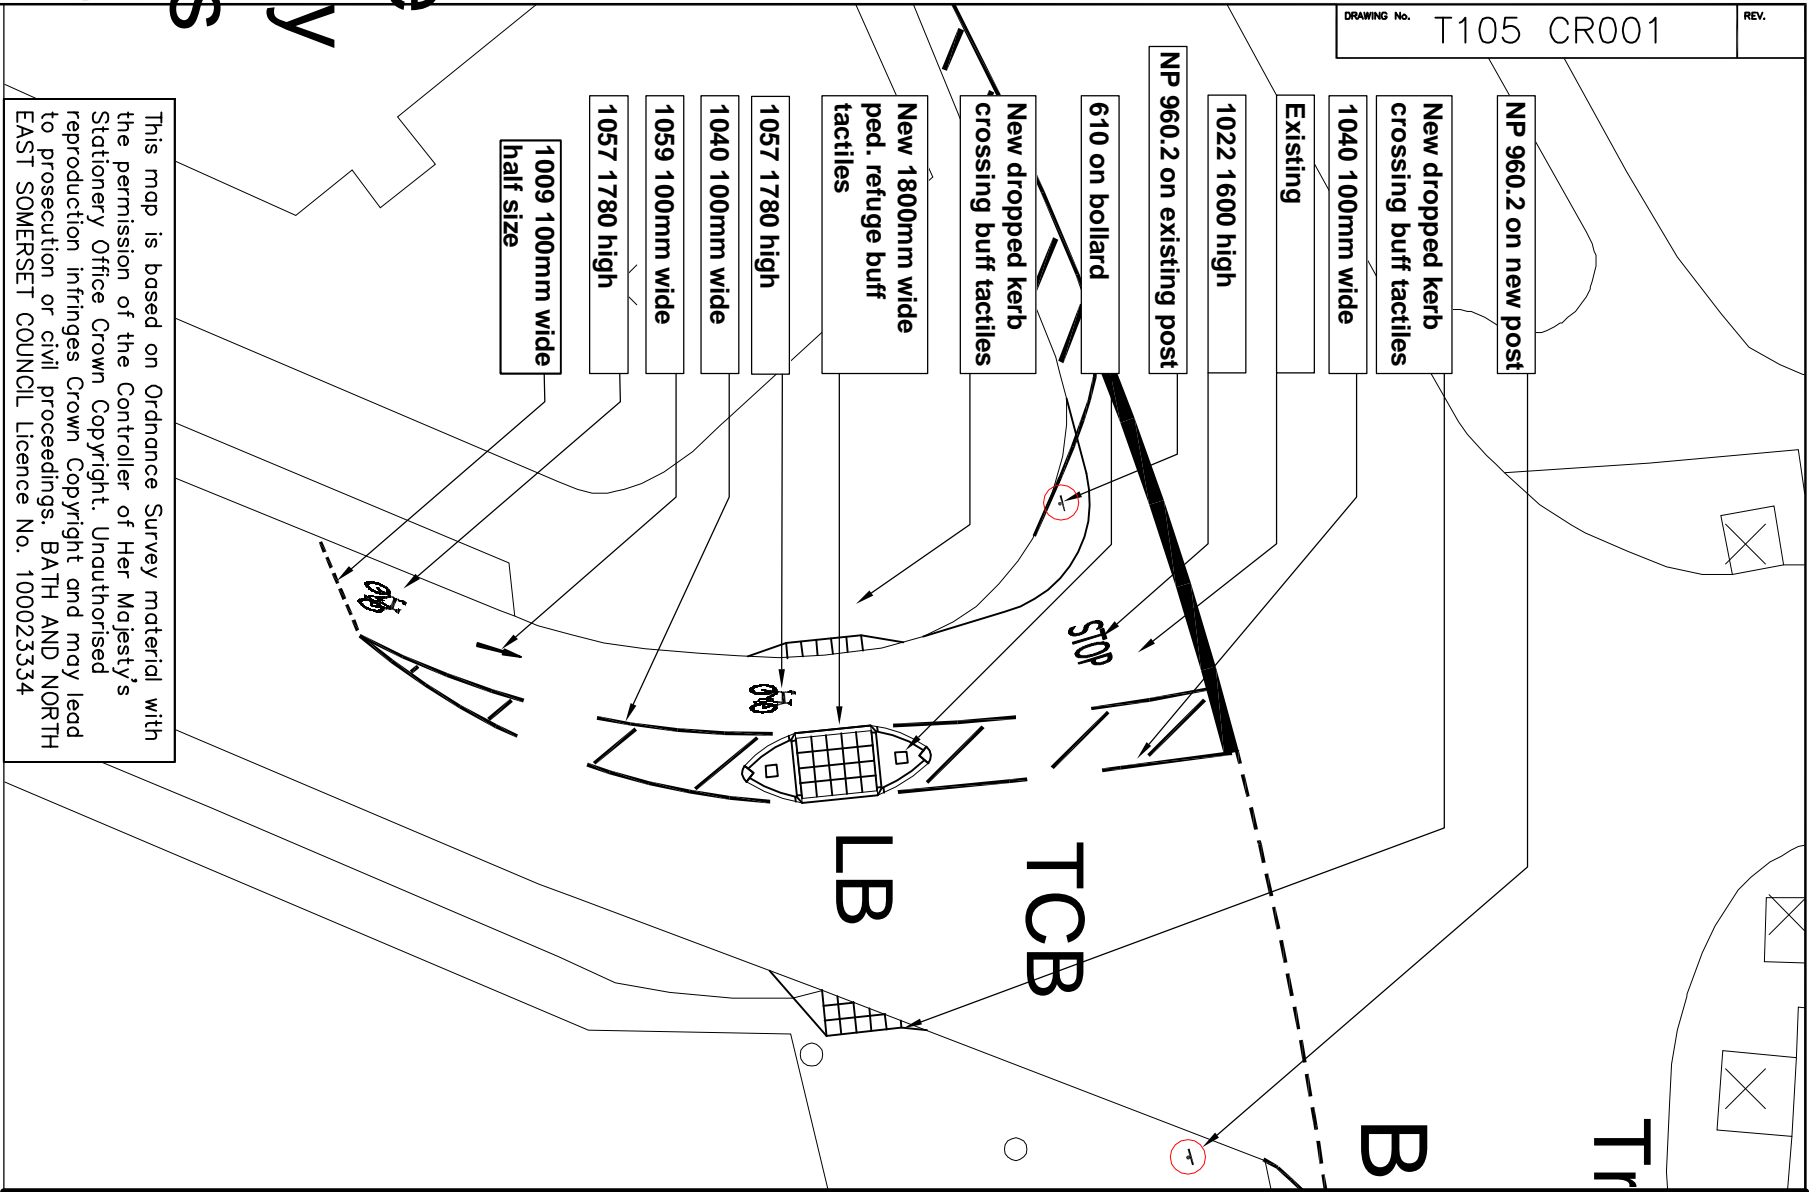 DRAWING No.
T105 CR001
REV.
NP 960.2 on new post
New dropped kerb
crossing buff tactiles
1040 100mm wide
Existing
1022 1600 high
NP 960.2 on existing post
610 on bollard
New dropped kerb
crossing buff tactiles
New 1800mm wide
ped. refuge buff
tactiles
1057 1780 high
1040 100mm wide
1059 100mm wide
1057 1780 high
1009 100mm wide
half size
STOP
LB
TCB
B
Tr
y
s
e
This map is based on Ordnance Survey material with
the permission of the Controller of Her Majesty's
Stationery Office Crown Copyright. Unauthorised
reproduction infringes Crown Copyright and may lead
to prosecution or civil proceedings. BATH AND NORTH
EAST SOMERSET COUNCIL Licence No. 100023334